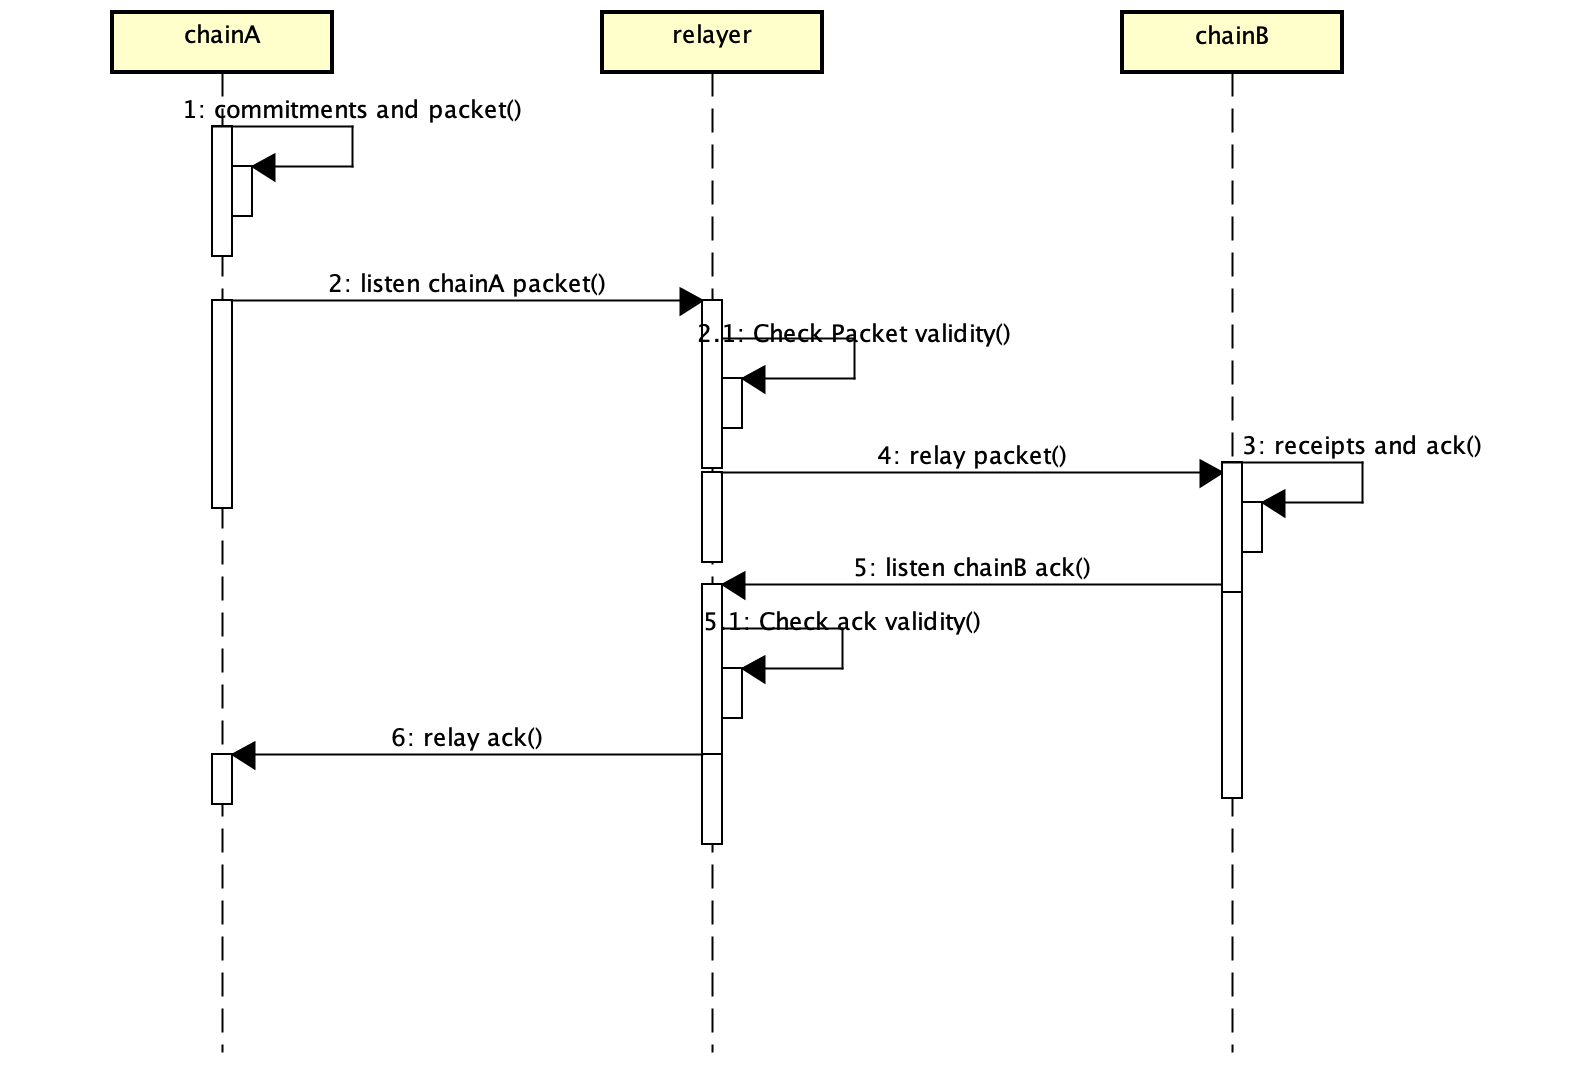 chainA
relayer
chainB
1: commitments and packet()
2: listen chainA packet()
2.1: Check Packet validity()
3: receipts and ack()
4: relay packet()
5: listen chainB ack()
5.1: Check ack validity()
6: relay ack()